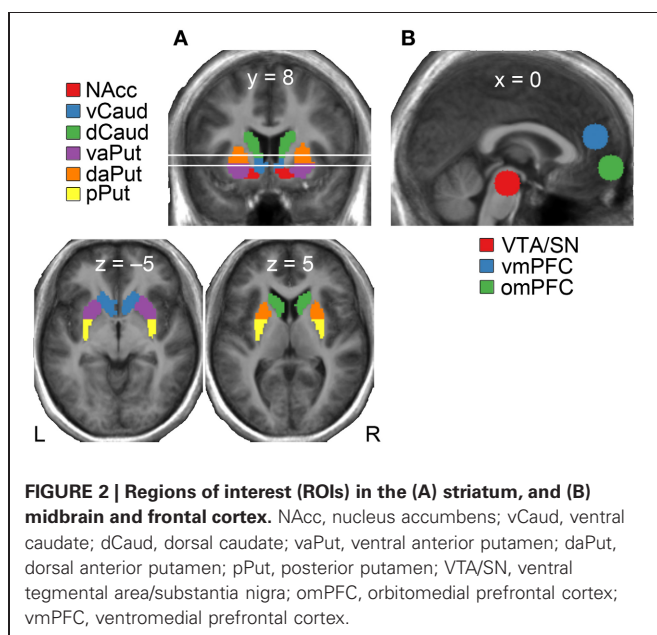 A
B
NAcc
vCaud
dCaud
vaPut
daPut
pPut
y = 8
x = 0
VTA/SN
vmPFC
omPFC
z = –5
z = 5
L
R
FIGURE 2 | Regions of interest (ROIs) in the (A) striatum, and (B)
midbrain and frontal cortex. NAcc, nucleus accumbens; vCaud, ventral
caudate; dCaud, dorsal caudate; vaPut, ventral anterior putamen; daPut,
dorsal anterior putamen; pPut, posterior putamen; VTA/SN, ventral
tegmental area/substantia nigra; omPFC, orbitomedial prefrontal cortex;
vmPFC, ventromedial prefrontal cortex.